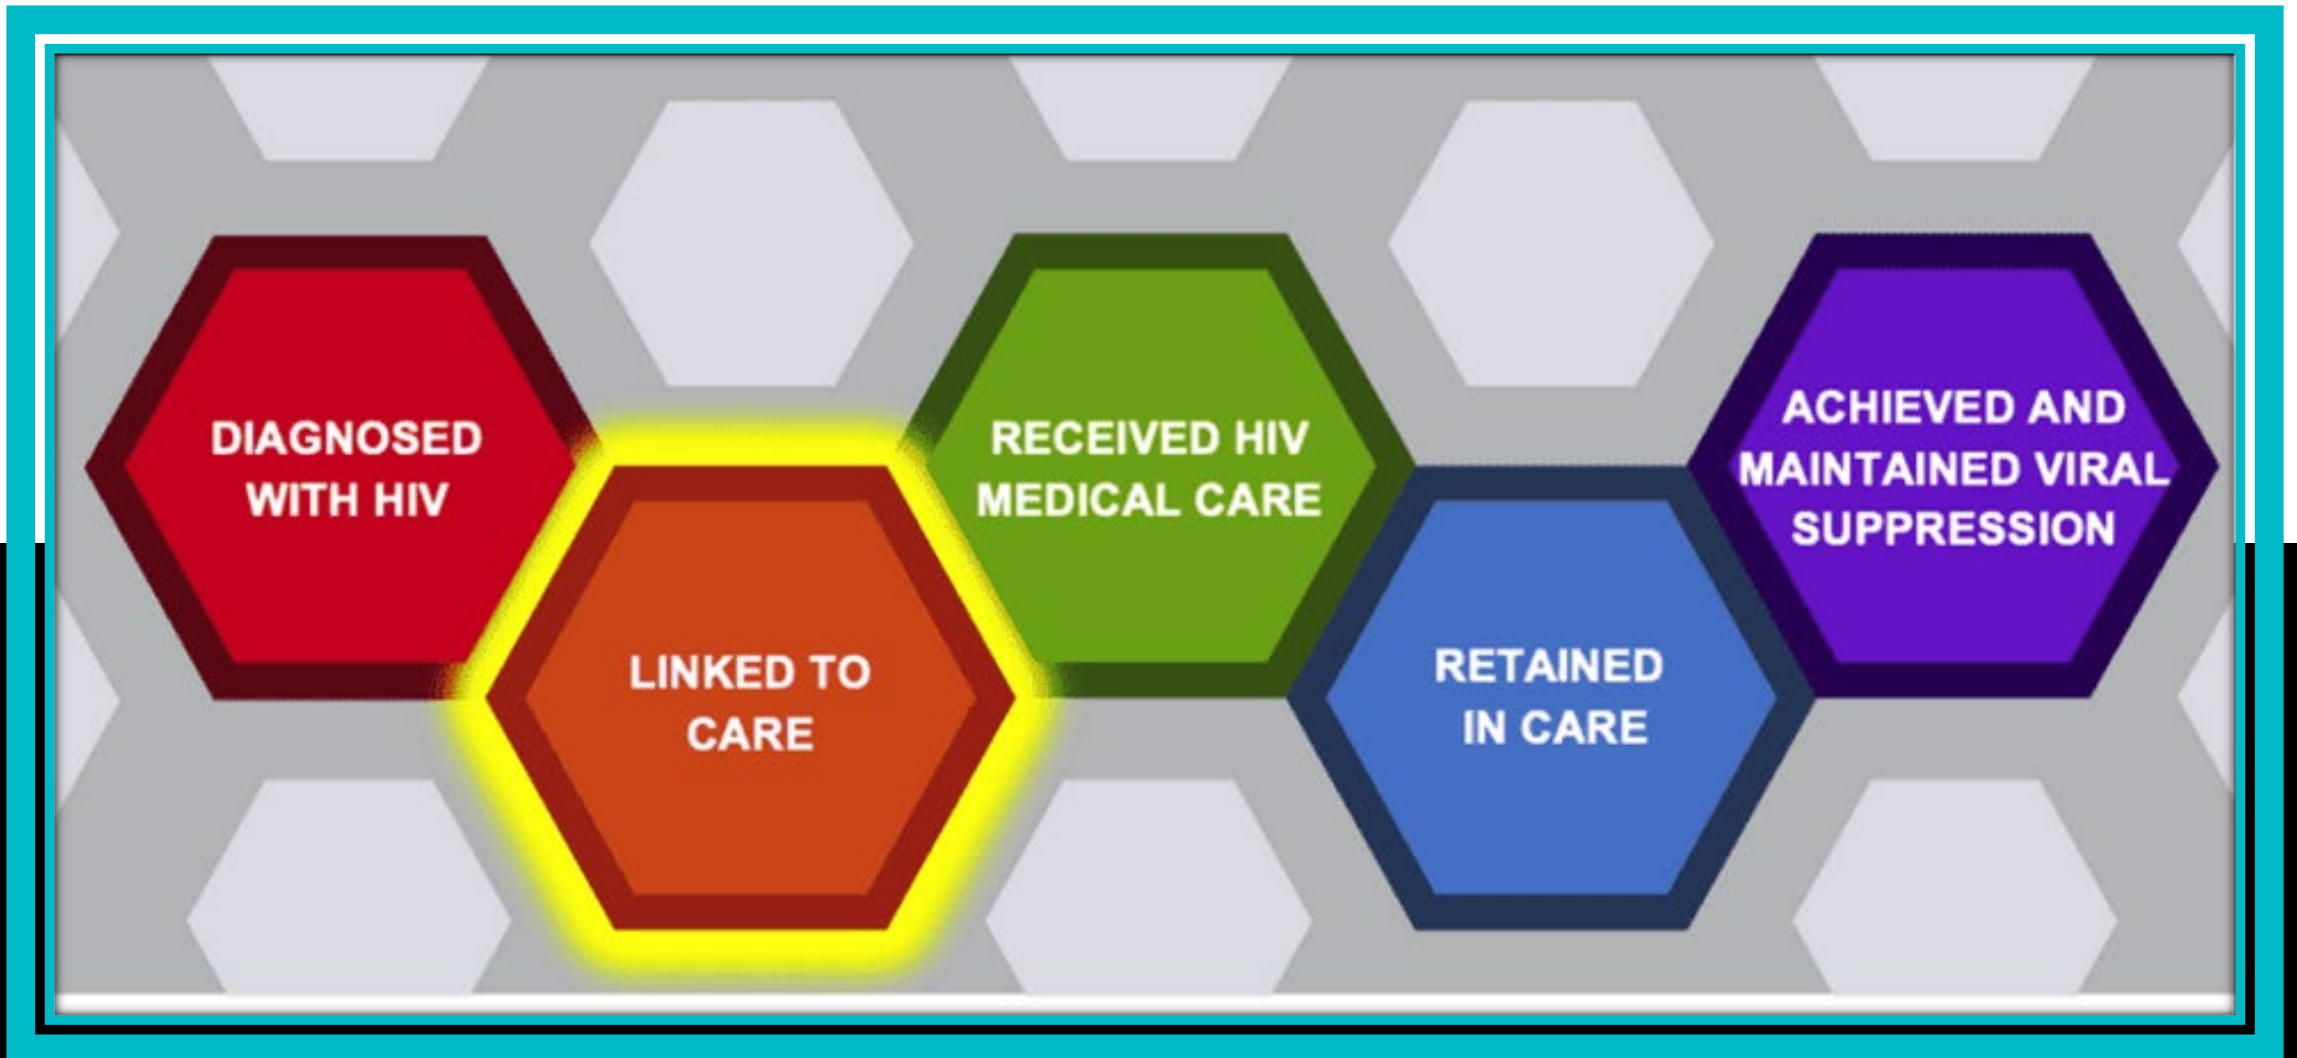 DIAGNOSED
WITH HIV
LINKED TO
CARE
RECEIVED HIV
MEDICAL CARE
RETAINED
IN CARE
ACHIEVED AND
MAINTAINED VIRAL
SUPPRESSION